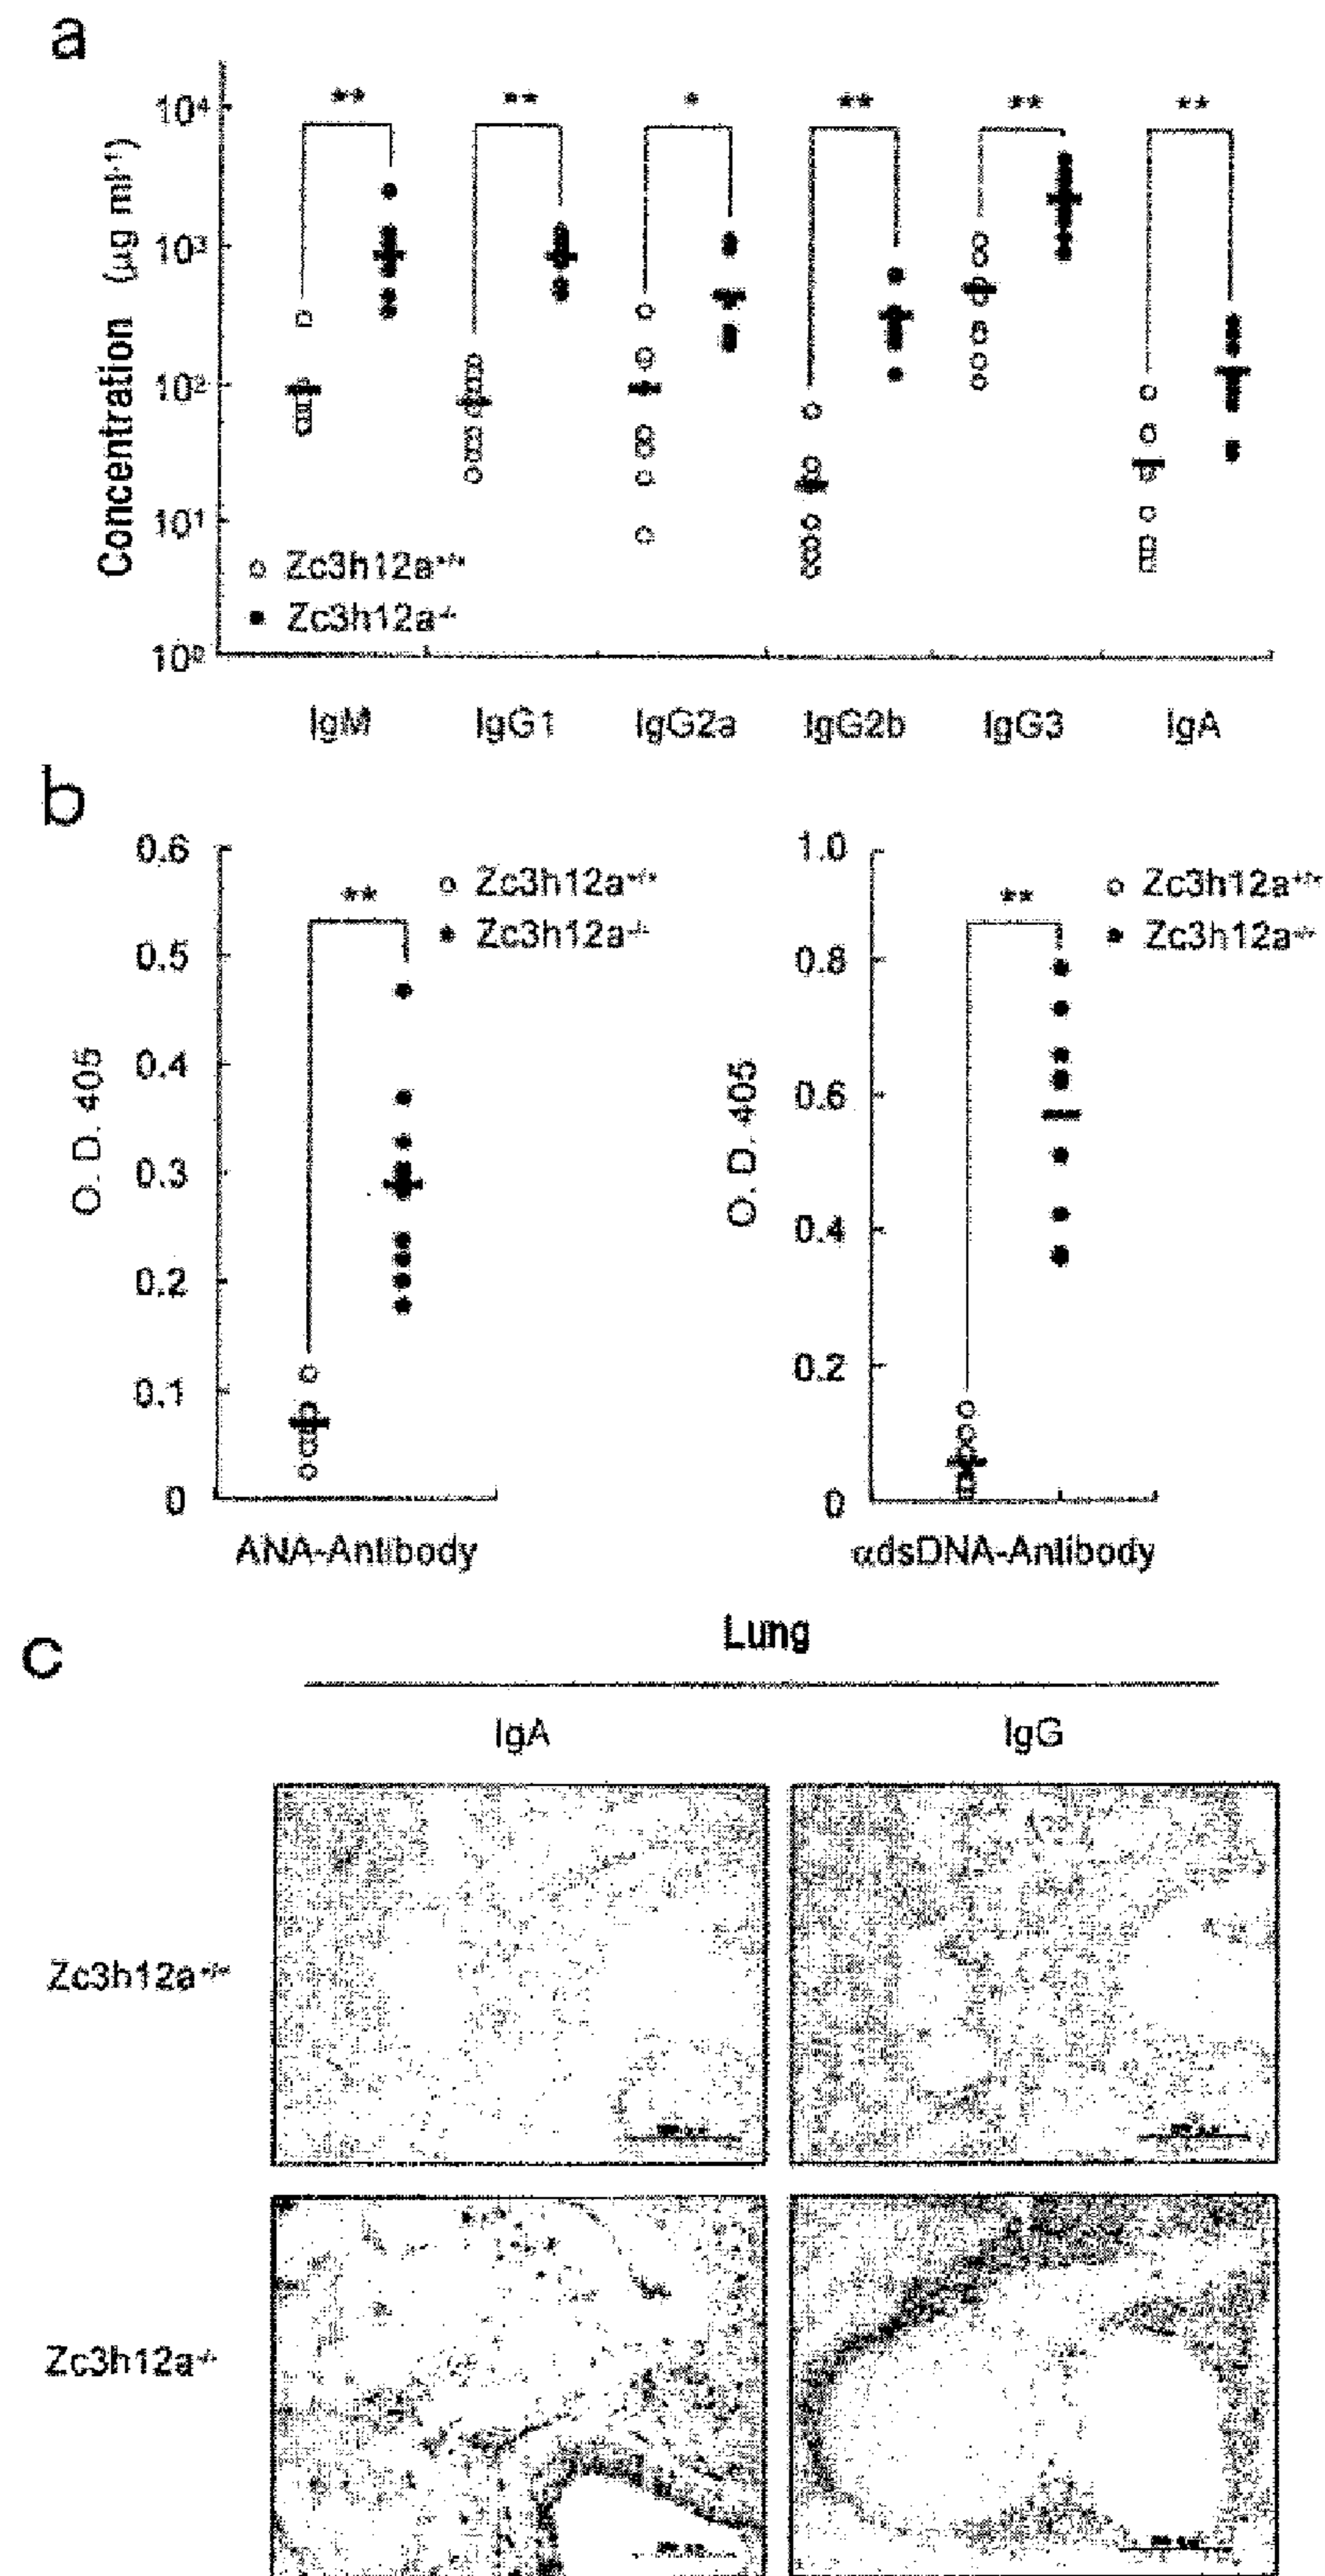 a
** ** * ** ** **
10⁴
10³
10²
10¹
10⁰
Concentration (μg ml⁻¹)
○ Zc3h12a⁺/⁺
● Zc3h12a⁻/⁻
IgM IgG1 IgG2a IgG2b IgG3 IgA
b
0.6
0.5
0.4
0.3
0.2
0.1
0
O. D. 405
**
○ Zc3h12a⁺/⁺
● Zc3h12a⁻/⁻
ANA-Antibody
1.0
0.8
0.6
0.4
0.2
0
O. D. 405
**
○ Zc3h12a⁺/⁺
● Zc3h12a⁻/⁻
αdsDNA-Antibody
c
Lung
IgA IgG
Zc3h12a⁺/⁺
Zc3h12a⁻/⁻